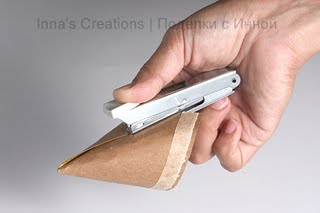 Inna's Creations | Поделки с Инной